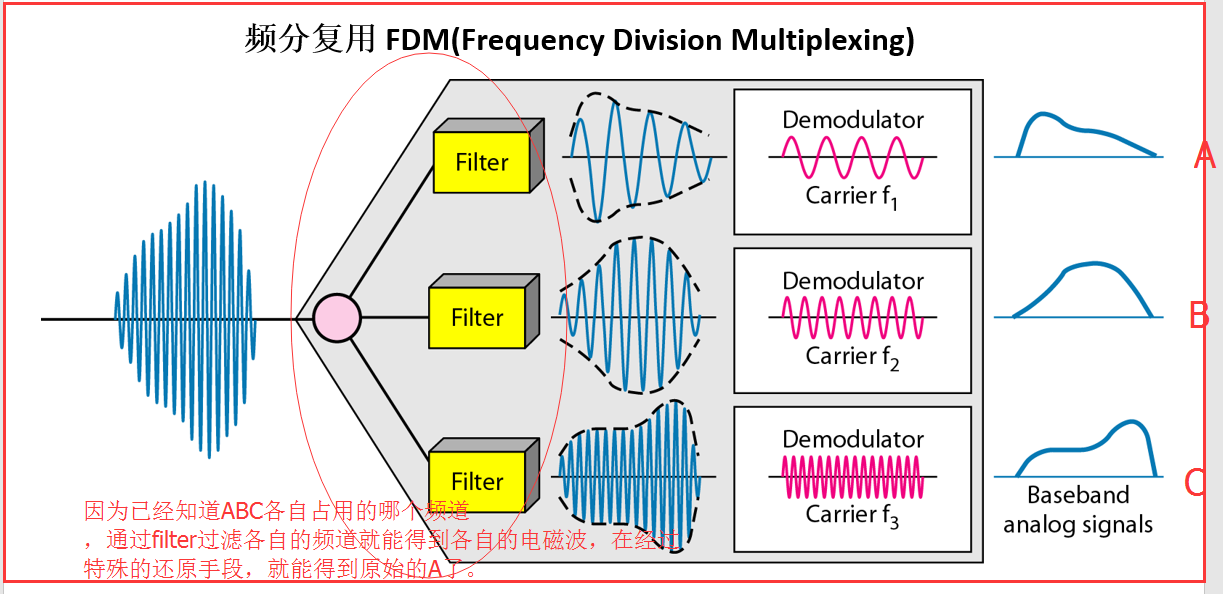 频分复用 FDM(Frequency Division Multiplexing)
Filter
Demodulator
Carrier f1
A
Filter
Demodulator
Carrier f2
B
Filter
Demodulator
Carrier f3
C
Baseband
analog signals
因为已经知道ABC各自占用的哪个频道
，通过filter过滤各自的频道就能得到各自的电磁波，在经过
特殊的还原手段，就能得到原始的A了。